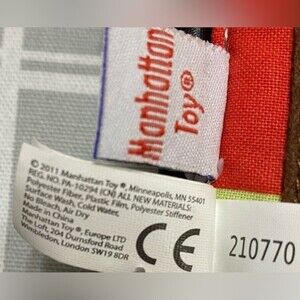 Manhattan
Toy®
© 2011 Manhattan Toy®, Minneapolis, MN 55401
REG. NO. PA-10294 (CN) ALL NEW MATERIALS:
Polyester Fiber, Plastic Film, Polyester Stiffener
Surface Wash, Cold Water,
No Bleach, Air Dry
Made in China
Manhattan Toy®, Europe LTD
The Loft, 204 Durnsford Road
Wimbledon, London SW19 8DR
CE
210770